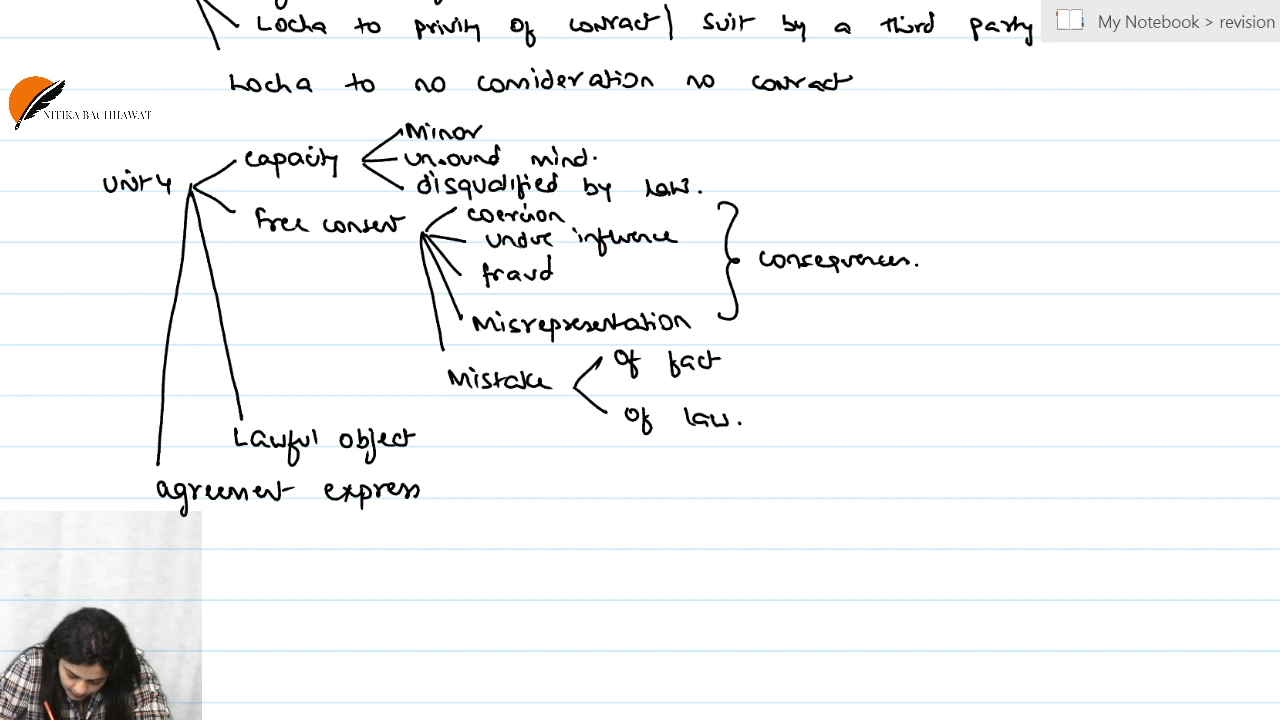 Locha to privity of contract | suit by a third party
My Notebook > revision
Locha to no consideration no contract
NITIKA BACHHAWAT
Unit 4
capacity
Minor
unsound mind.
disqualified by law.
free consent
coercion
undue influence
fraud
Misrepresentation
consequences.
Mistake
of fact
of law.
Lawful object
agreement express